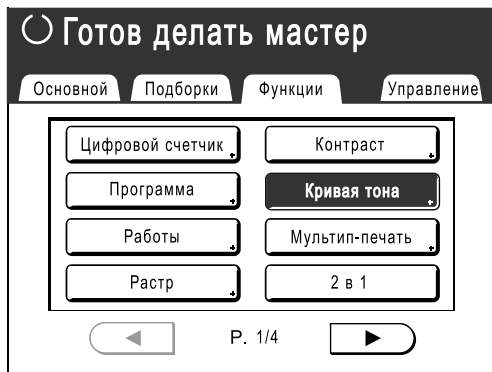 Готов делать мастер
Основной Подборки Функции Управление
Цифровой счетчик Контраст
Программа Кривая тона
Работы Мультип-печать
Растр 2 в 1
P. 1/4